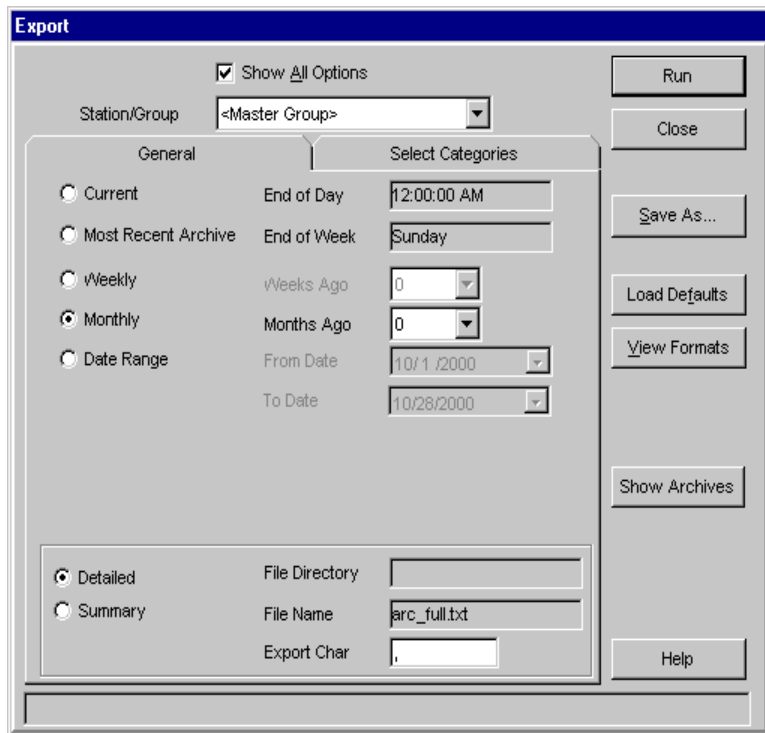 Export
Show All Options
Station/Group <Master Group>
Run
Close
Save As...
Load Defaults
View Formats
Show Archives
Help
General
Select Categories
Current
End of Day 12:00:00 AM
Most Recent Archive
End of Week Sunday
Weekly
Weeks Ago 0
Monthly
Months Ago 0
Date Range
From Date 10/ 1 /2000
To Date 10/28/2000
Detailed
File Directory
Summary
File Name arc_full.txt
Export Char ,